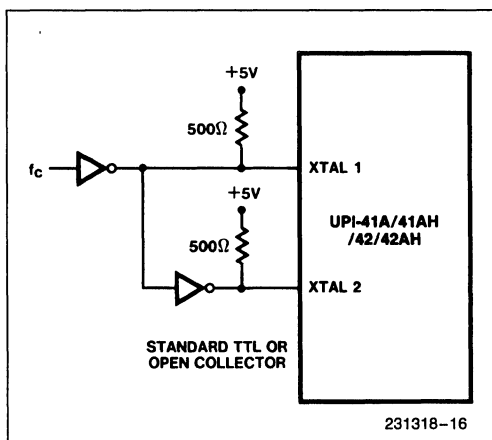 +5V
500Ω
fc
XTAL 1
+5V
UPI-41A/41AH
/42/42AH
500Ω
XTAL 2
STANDARD TTL OR
OPEN COLLECTOR
231318-16